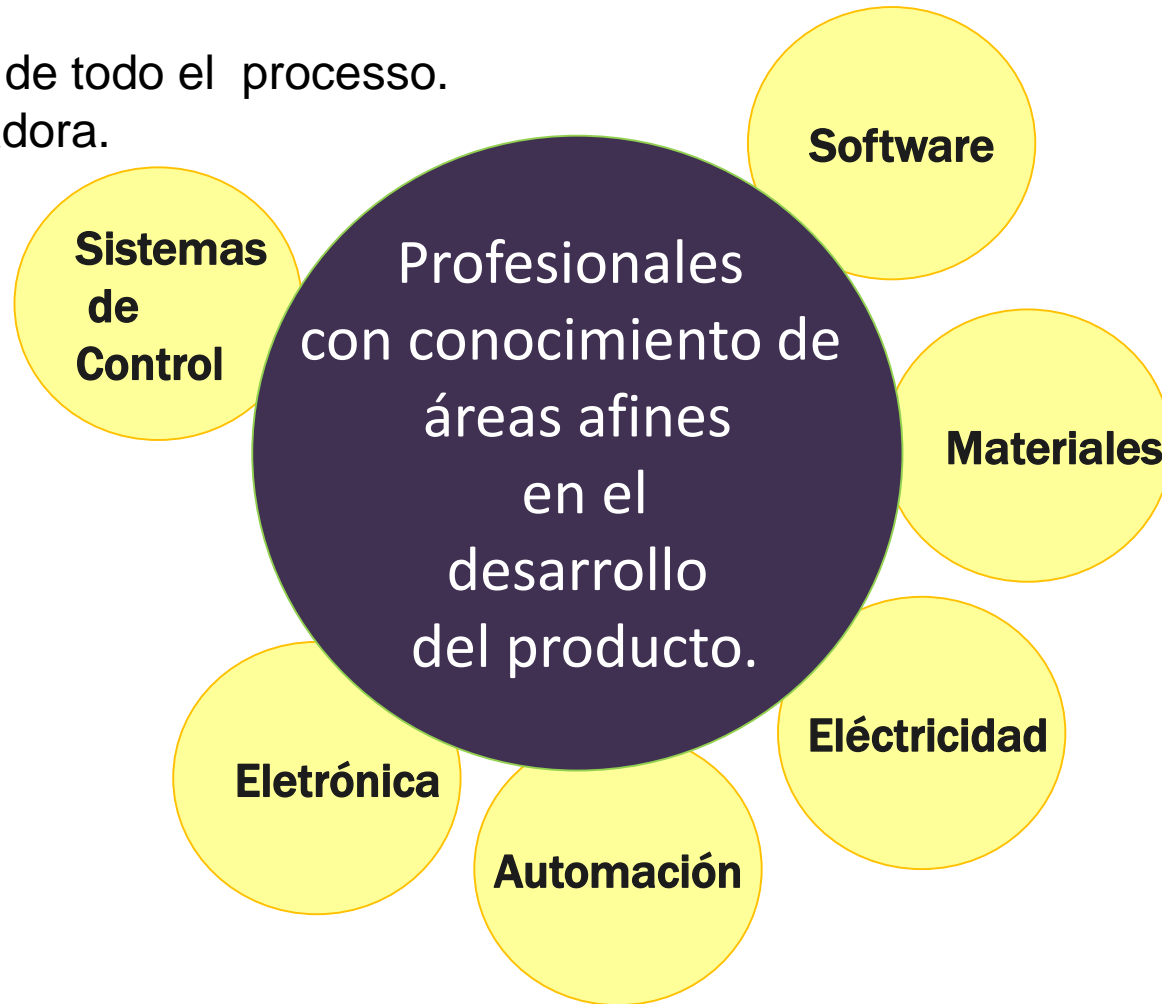 de todo el processo.
Software
Sistemas
de
Control
Profesionales
con conocimiento de
áreas afines
en el
desarrollo
del producto.
Materiales
Eléctricidad
Eletrónica
Automación